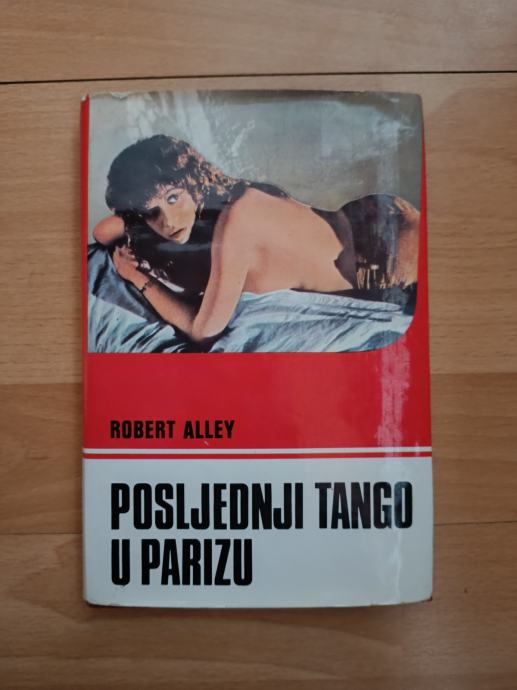 ROBERT ALLEY
POSLJEDNJI TANGO
U PARIZU